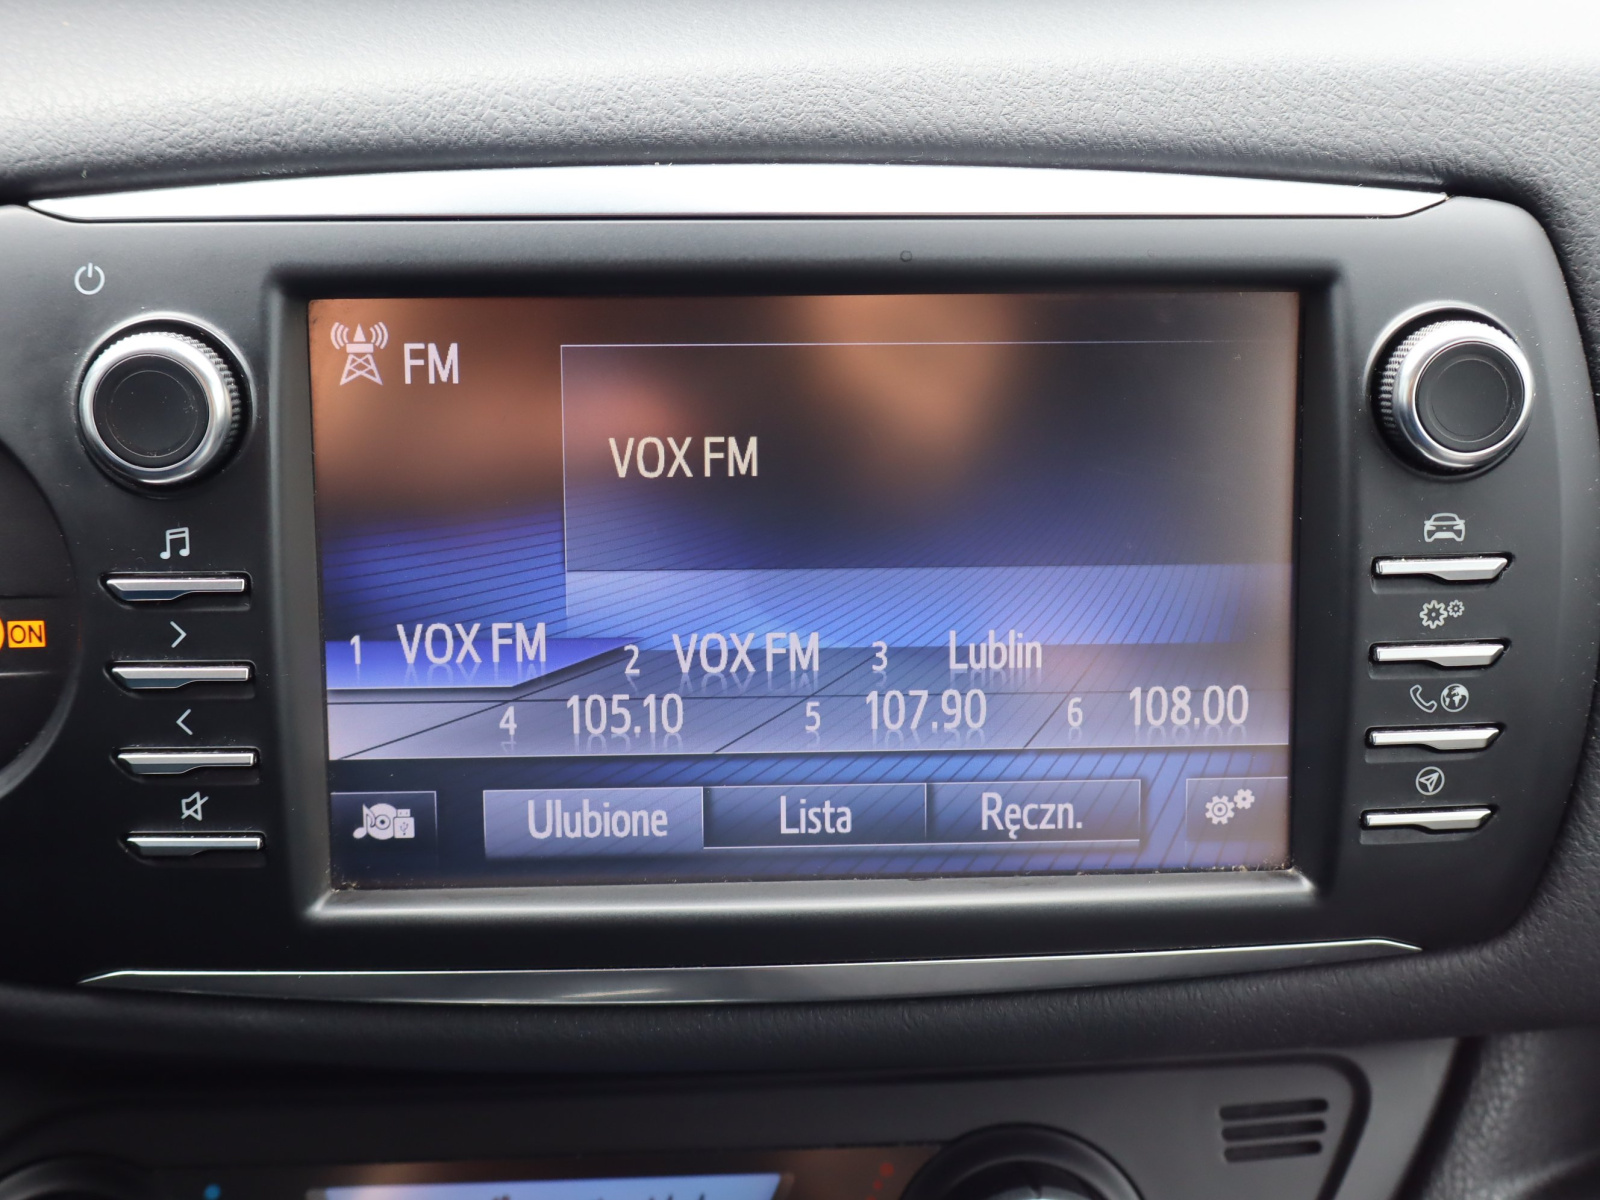 FM
VOX FM
1 VOX FM 2 VOX FM 3 Lublin
4 105.10 5 107.90 6 108.00
Ulubione Lista Ręczn.
ON